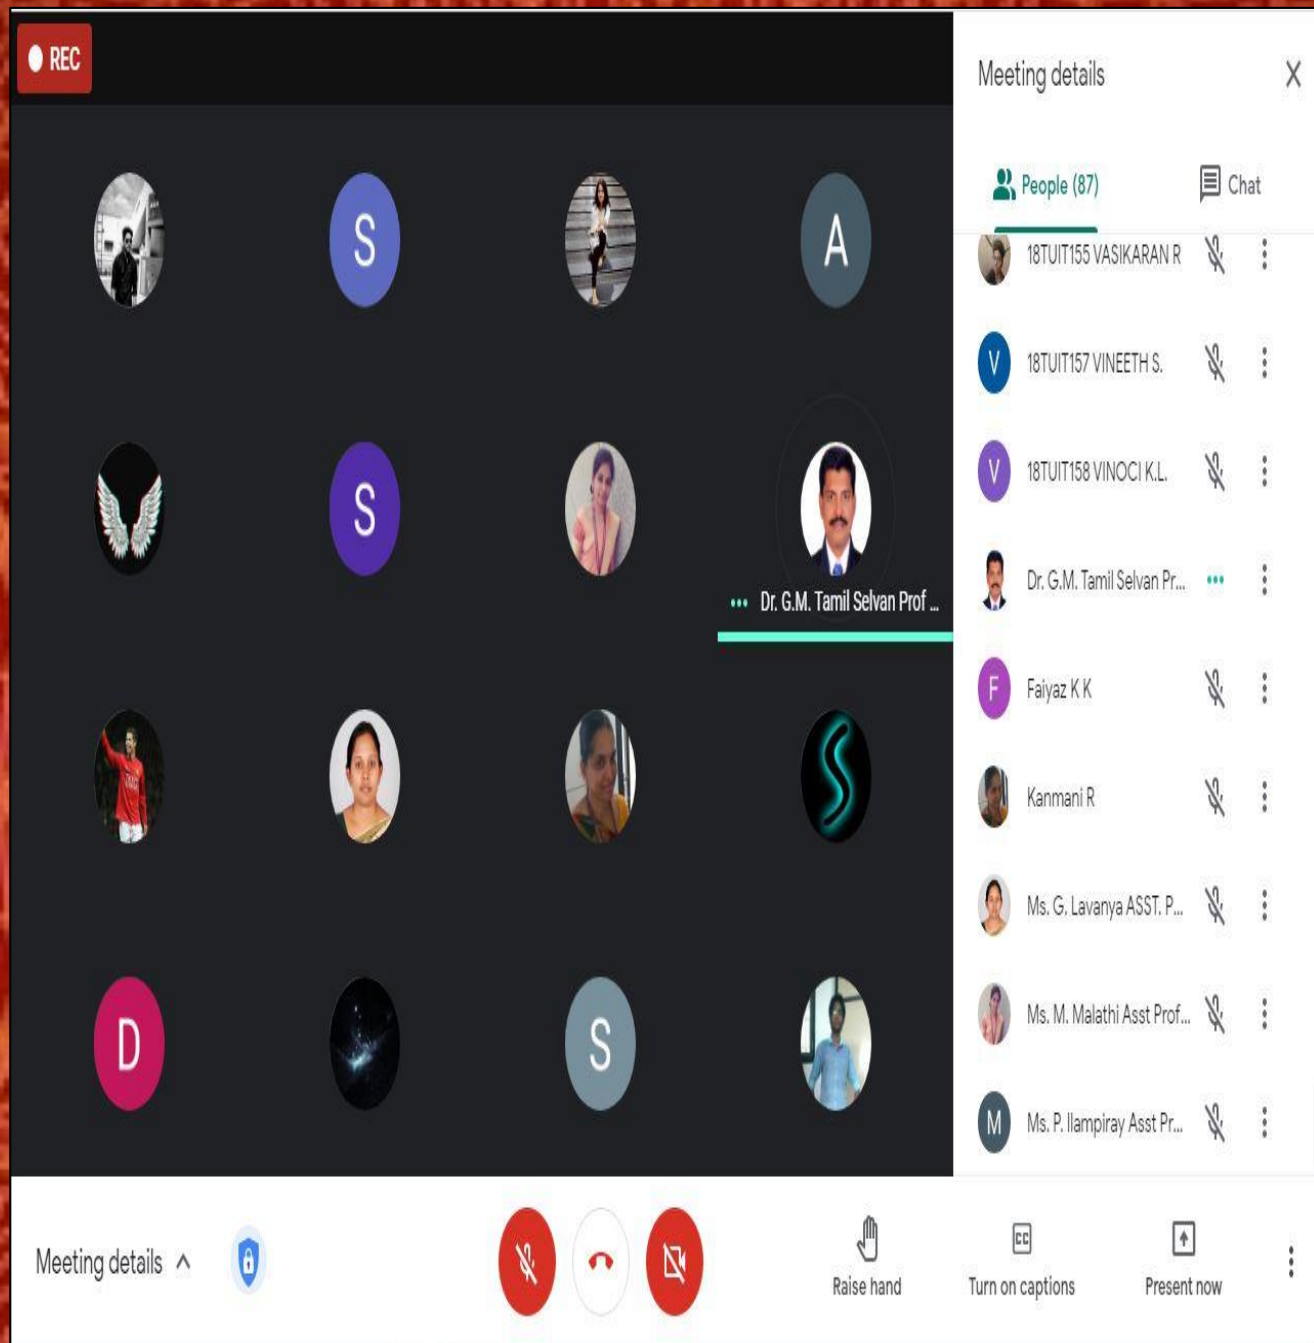 REC
S
A
S
Dr. G.M. Tamil Selvan Prof ...
D
S
Meeting details
People (87)
Chat
18TUIT155 VASIKARAN R
V
18TUIT157 VINEETH S.
V
18TUIT158 VINOCI K.L.
Dr. G.M. Tamil Selvan Pr...
F
Faiyaz K K
Kanmani R
Ms. G. Lavanya ASST. P...
Ms. M. Malathi Asst Prof...
M
Ms. P. Ilampiray Asst Pr...
Meeting details
Raise hand
CC
Turn on captions
Present now